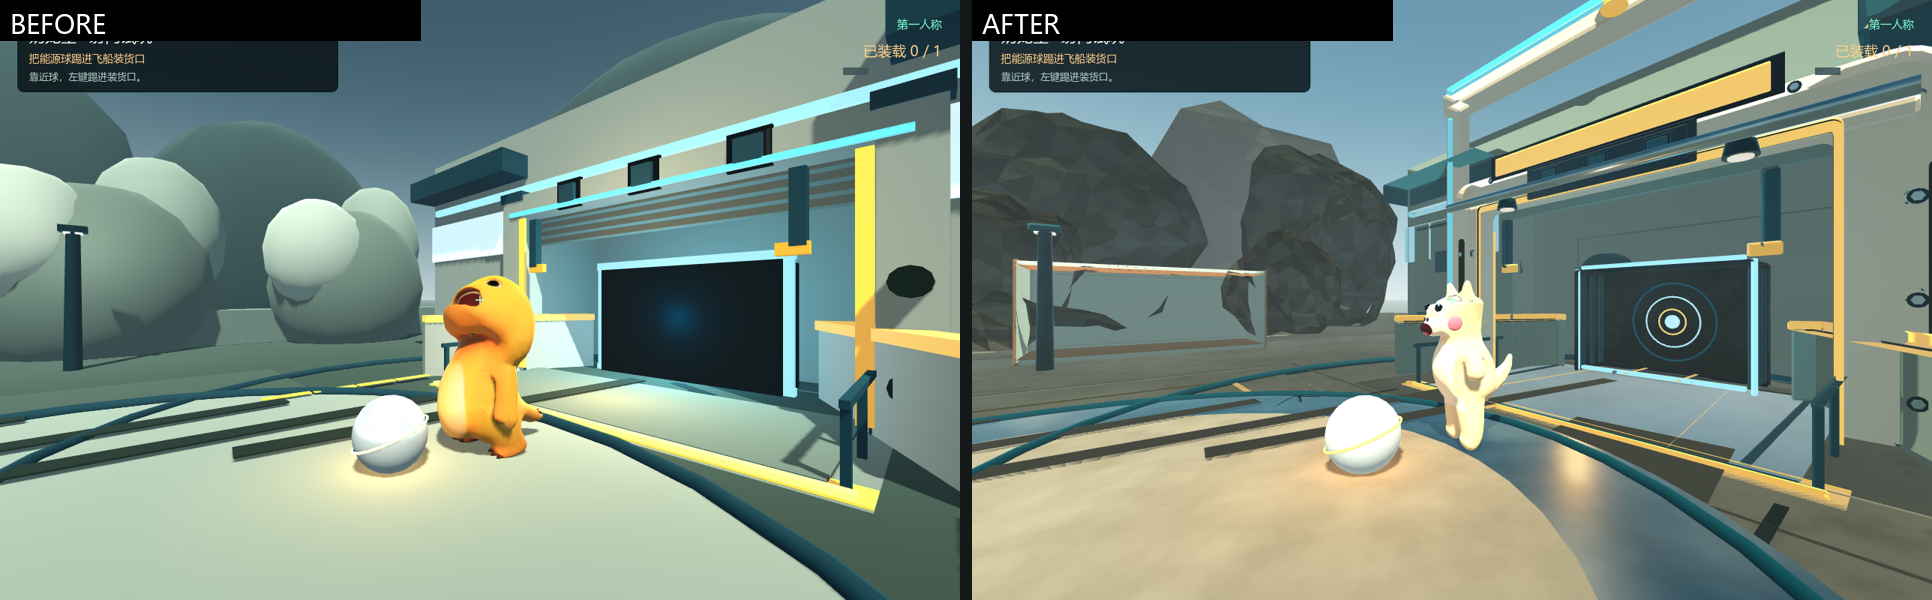 BEFORE
第一人称
已装载 0 / 1
把能源球踢进飞船装货口
靠近球，左键踢进装货口。
AFTER
第一人称
已装载 0 / 1
把能源球踢进飞船装货口
靠近球，左键踢进装货口。